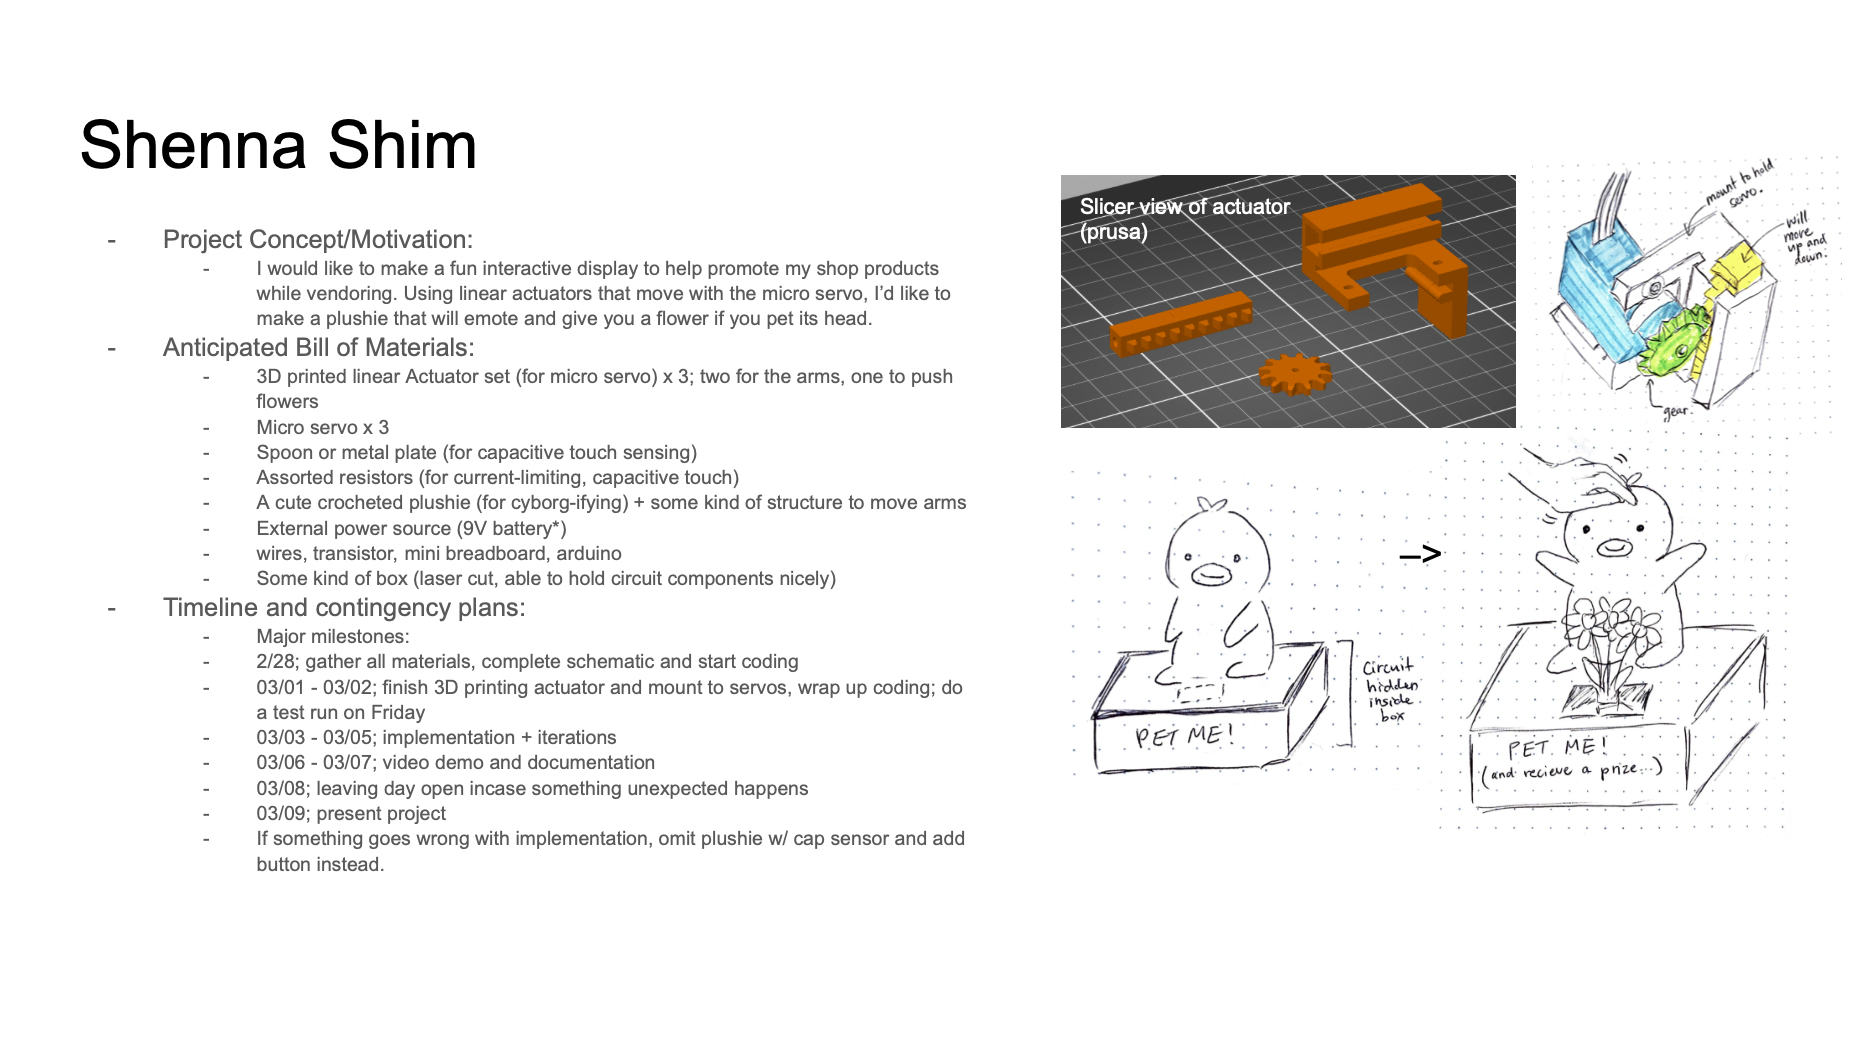 Shenna Shim
- Project Concept/Motivation:
- I would like to make a fun interactive display to help promote my shop products
while vendoring. Using linear actuators that move with the micro servo, I’d like to
make a plushie that will emote and give you a flower if you pet its head.
- Anticipated Bill of Materials:
- 3D printed linear Actuator set (for micro servo) x 3; two for the arms, one to push
flowers
- Micro servo x 3
- Spoon or metal plate (for capacitive touch sensing)
- Assorted resistors (for current-limiting, capacitive touch)
- A cute crocheted plushie (for cyborg-ifying) + some kind of structure to move arms
- External power source (9V battery*)
- wires, transistor, mini breadboard, arduino
- Some kind of box (laser cut, able to hold circuit components nicely)
- Timeline and contingency plans:
- Major milestones:
- 2/28; gather all materials, complete schematic and start coding
- 03/01 - 03/02; finish 3D printing actuator and mount to servos, wrap up coding; do
a test run on Friday
- 03/03 - 03/05; implementation + iterations
- 03/06 - 03/07; video demo and documentation
- 03/08; leaving day open incase something unexpected happens
- 03/09; present project
- If something goes wrong with implementation, omit plushie w/ cap sensor and add
button instead.
Slicer view of actuator
(prusa)
mount to hold
servo.
will
move
up and
down.
gear.
–>
Circuit
hidden
inside
box
PET ME!
PET ME!
(and recieve a prize...)